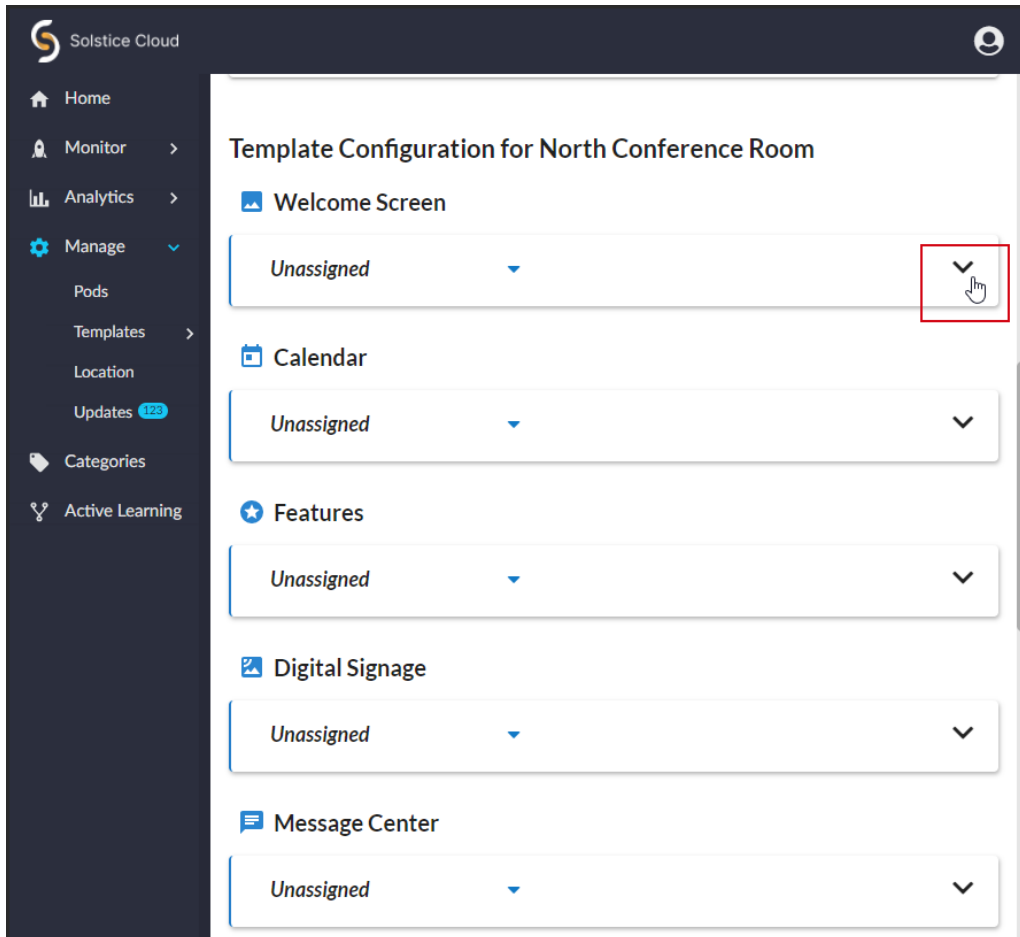 Solstice Cloud
Home
Monitor
Analytics
Manage
Pods
Templates
Location
Updates 123
Categories
Active Learning
Template Configuration for North Conference Room
Welcome Screen
Unassigned
Calendar
Unassigned
Features
Unassigned
Digital Signage
Unassigned
Message Center
Unassigned